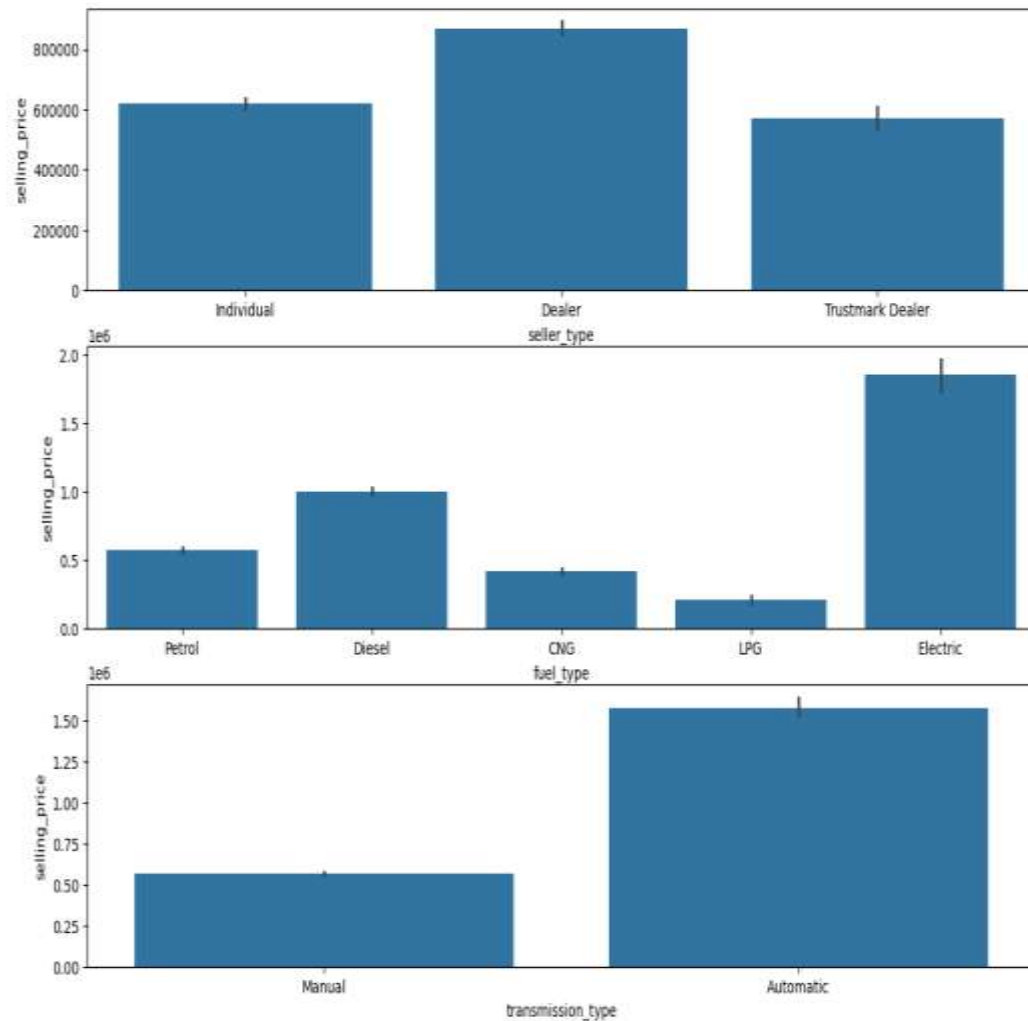 800000
600000
400000
200000
0
selling_price
Individual
Dealer
Trustmark Dealer
seller_type
1e6
2.0
1.5
1.0
0.5
0.0
selling_price
Petrol
Diesel
CNG
LPG
Electric
fuel_type
1e6
1.50
1.25
1.00
0.75
0.50
0.25
0.00
selling_price
Manual
Automatic
transmission_type